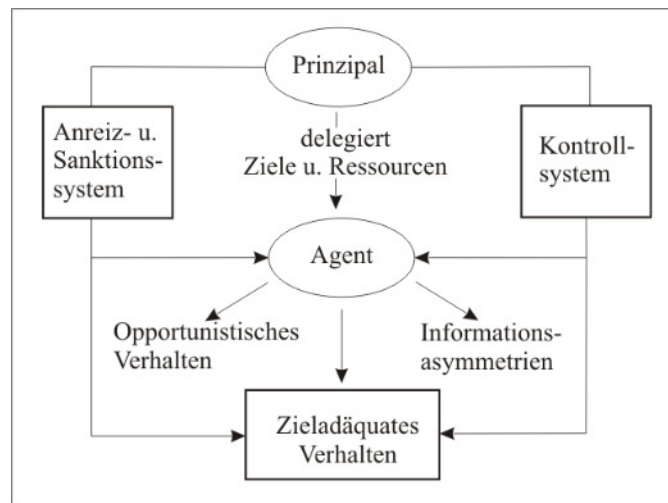 Prinzipal
Anreiz- u.
Sanktions-
system
delegiert
Ziele u. Ressourcen
Kontroll-
system
Agent
Opportunistisches
Verhalten
Informations-
asymmetrien
Zieladäquates
Verhalten